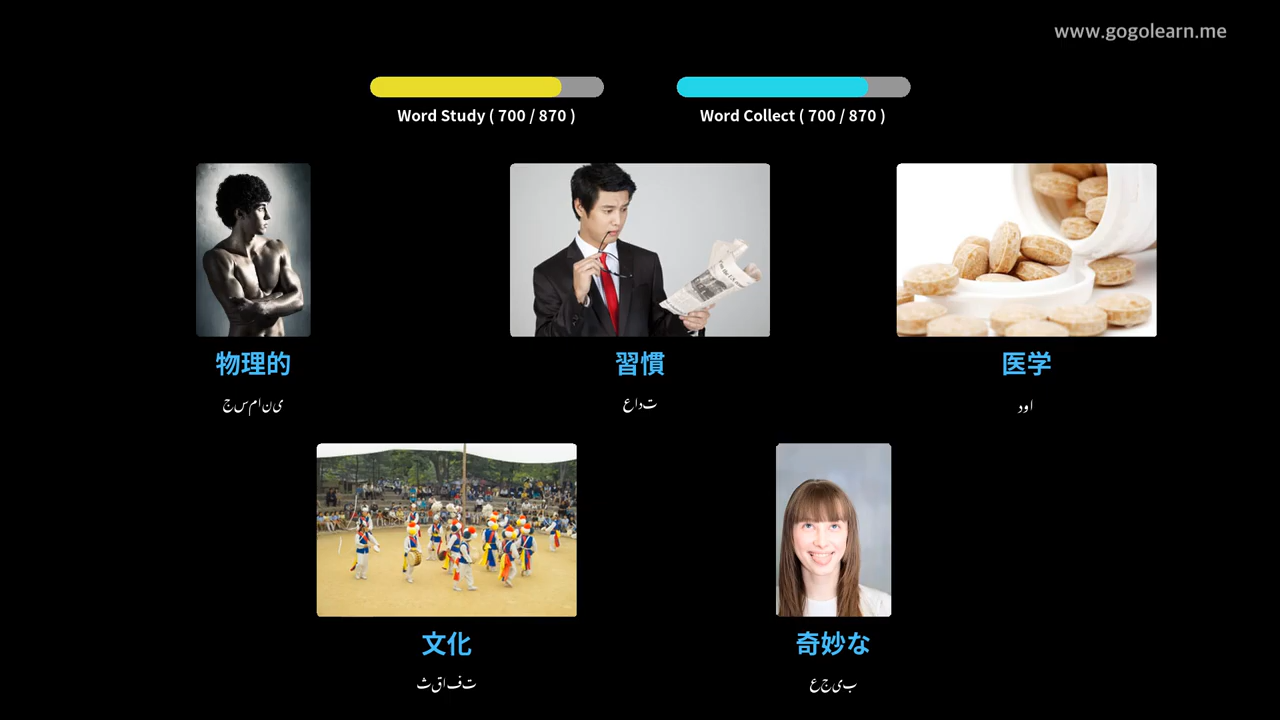 www.gogolearn.me
Word Study ( 700 / 870 )
Word Collect ( 700 / 870 )
物理的
جسمانی
習慣
عادت
医学
دوا
文化
ثقافت
奇妙な
عجیب